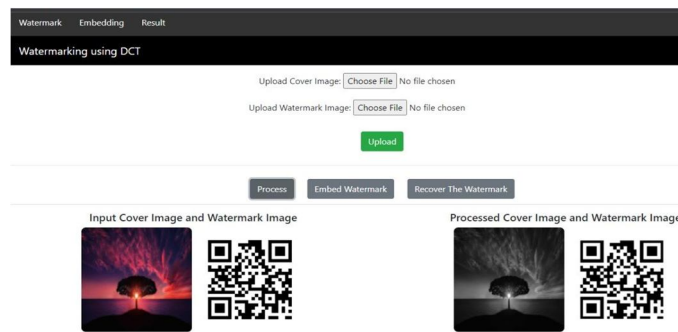 Watermark Embedding Result
Watermarking using DCT
Upload Cover Image: Choose File No file chosen
Upload Watermark Image: Choose File No file chosen
Upload
Process Embed Watermark Recover The Watermark
Input Cover Image and Watermark Image
Processed Cover Image and Watermark Image